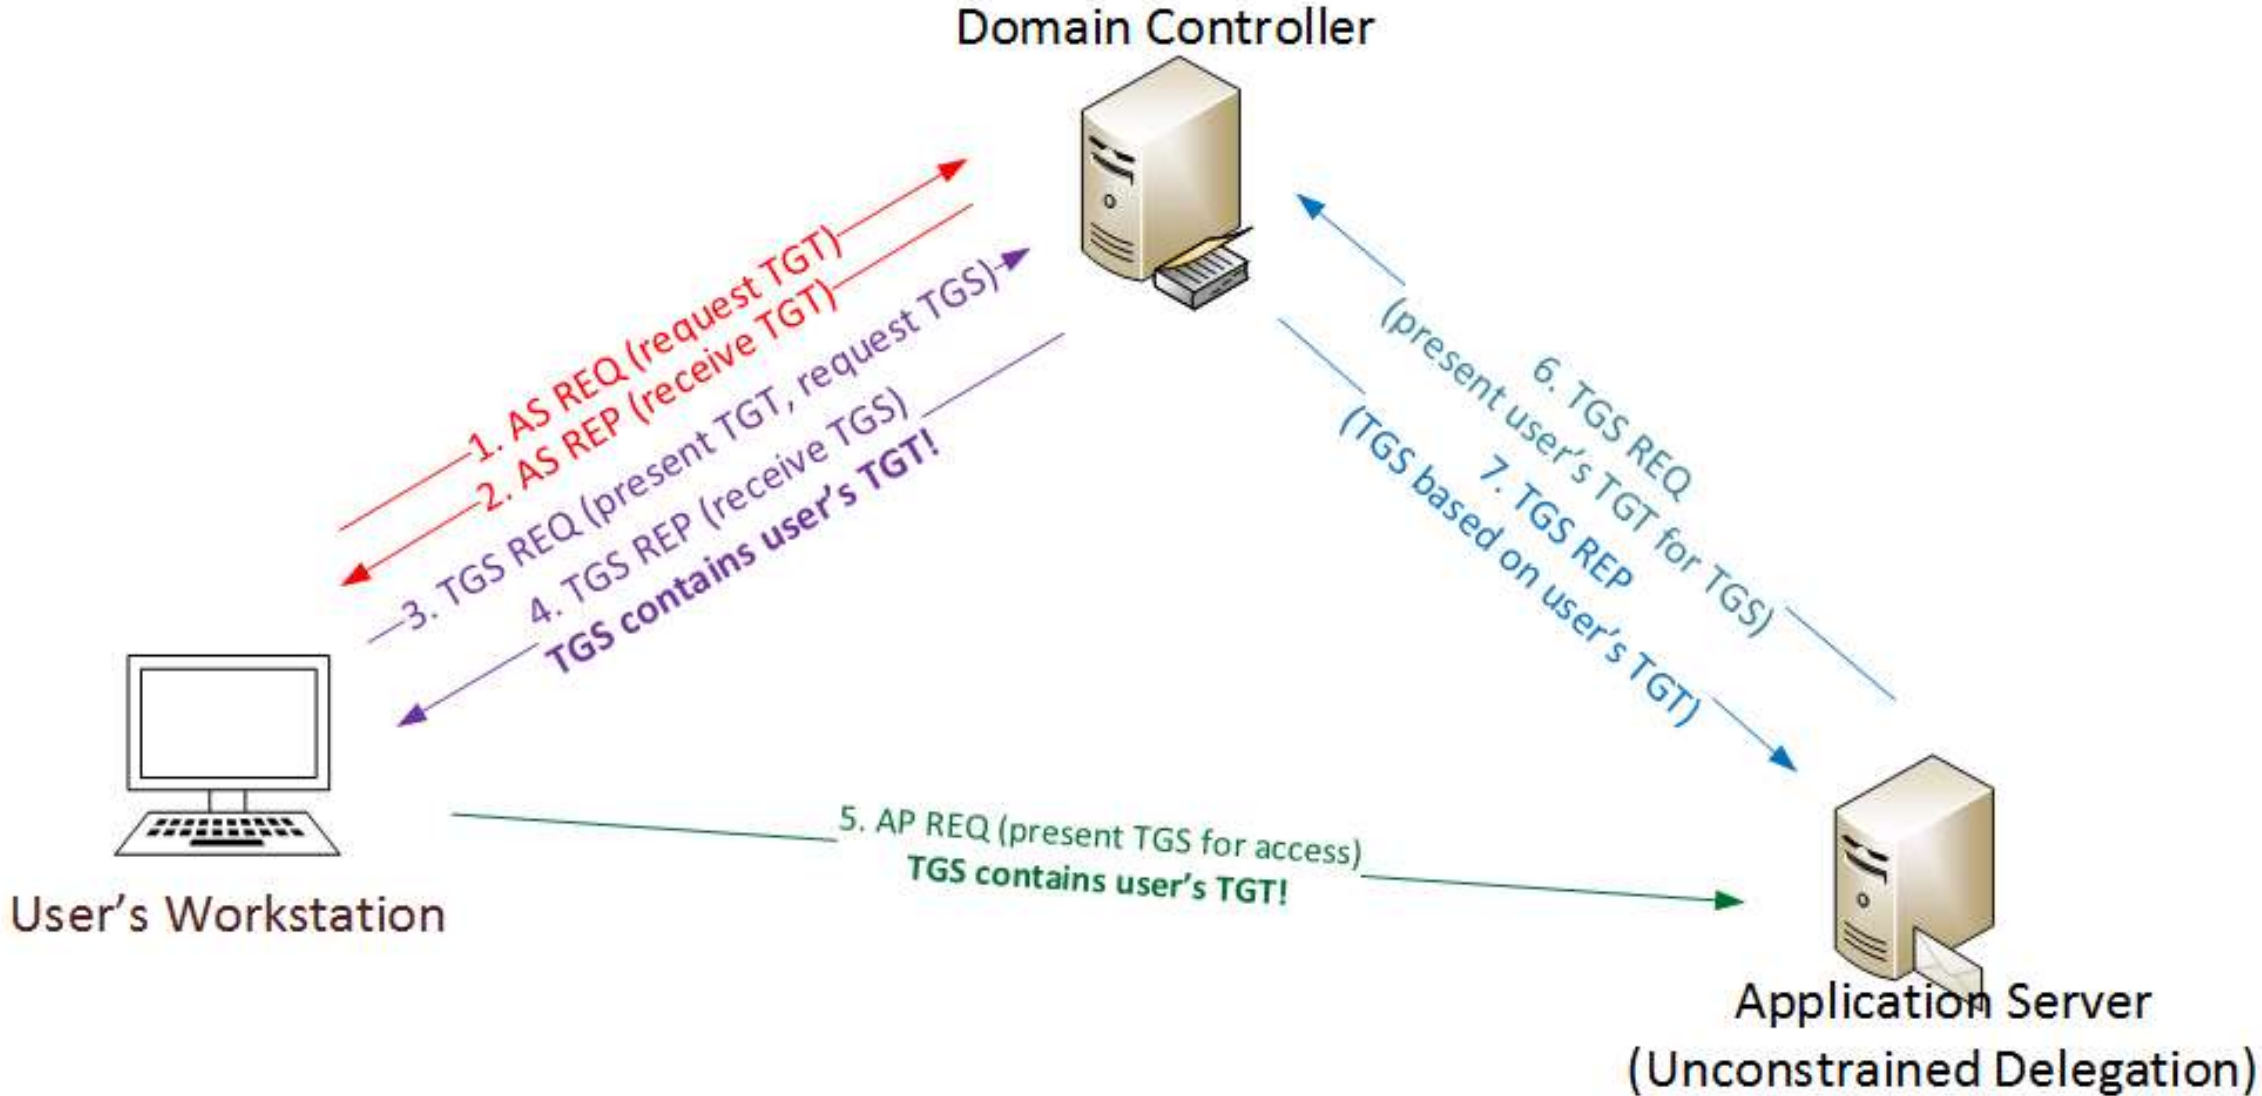 Domain Controller
1. AS REQ (request TGT)
2. AS REP (receive TGT)
3. TGS REQ (present TGT, request TGS)
4. TGS REP (receive TGS)
TGS contains user's TGT!
6. TGS REQ
(present user's TGT for TGS)
7. TGS REP
(TGS based on user's TGT)
5. AP REQ (present TGS for access)
TGS contains user's TGT!
User's Workstation
Application Server
(Unconstrained Delegation)